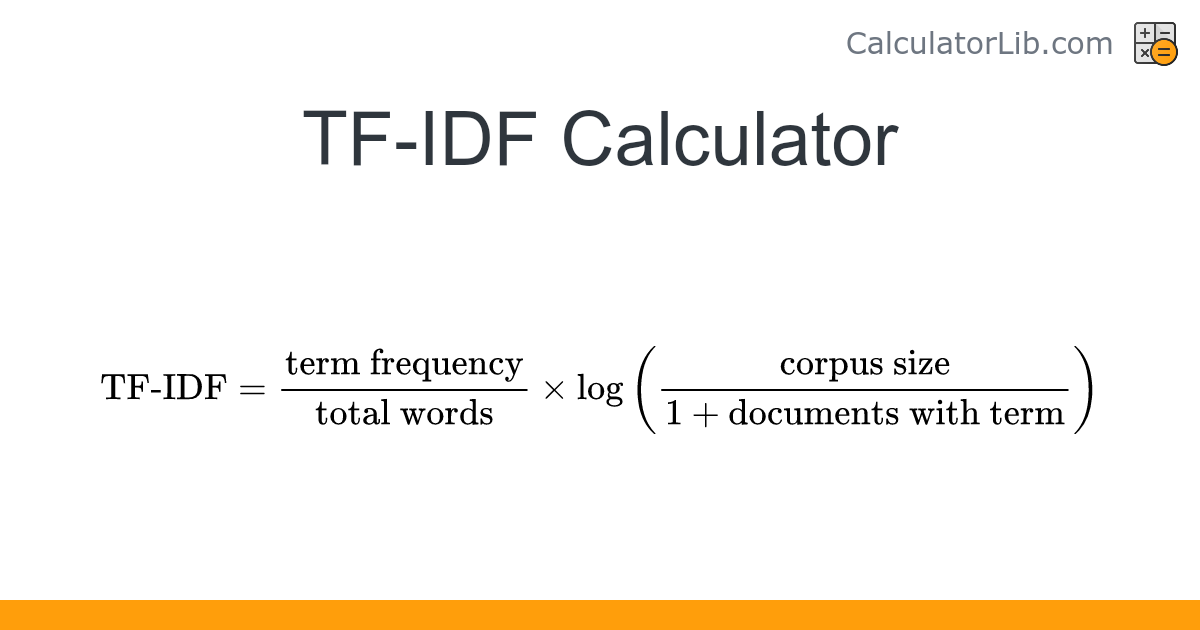 CalculatorLib.com
TF-IDF Calculator
TF-IDF = term frequency / total words × log ( corpus size / 1 + documents with term )